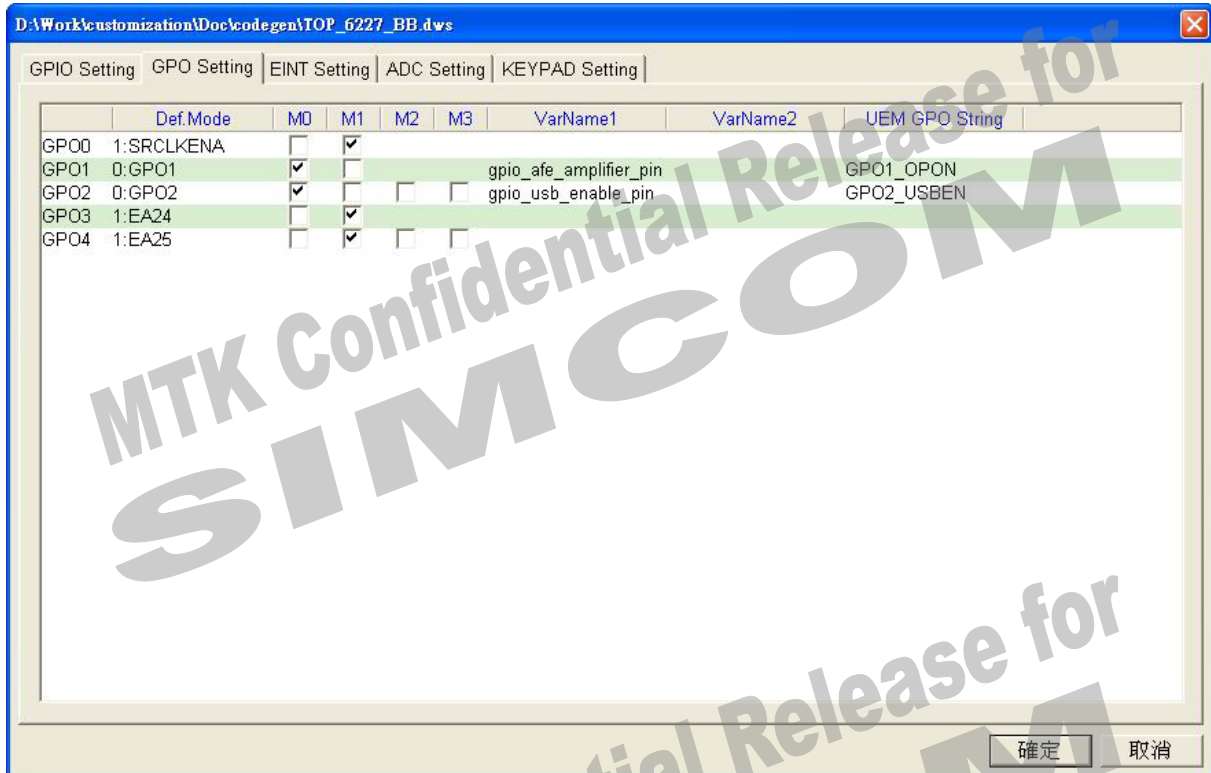 D:\Work\customization\Doc\codegen\TOP_6227_BB.dws
GPIO Setting GPO Setting EINT Setting ADC Setting KEYPAD Setting
Def.Mode M0 M1 M2 M3 VarName1 VarName2 UEM GPO String
GPO0 1:SRCLKENA
GPO1 0:GPO1 gpio_afe_amplifier_pin GPO1_OPON
GPO2 0:GPO2 gpio_usb_enable_pin GPO2_USBEN
GPO3 1:EA24
GPO4 1:EA25
MTK Confidential Release for
SIMCOM
Release for
確定 取消